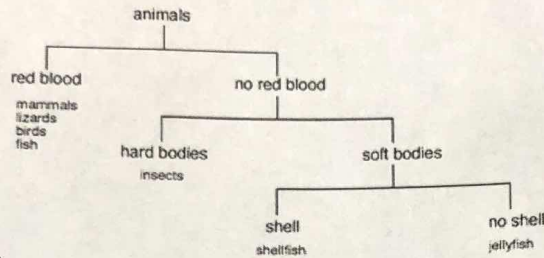 animals
red blood
no red blood
mammals
lizards
birds
fish
hard bodies
soft bodies
insects
shell
no shell
shellfish
jellyfish